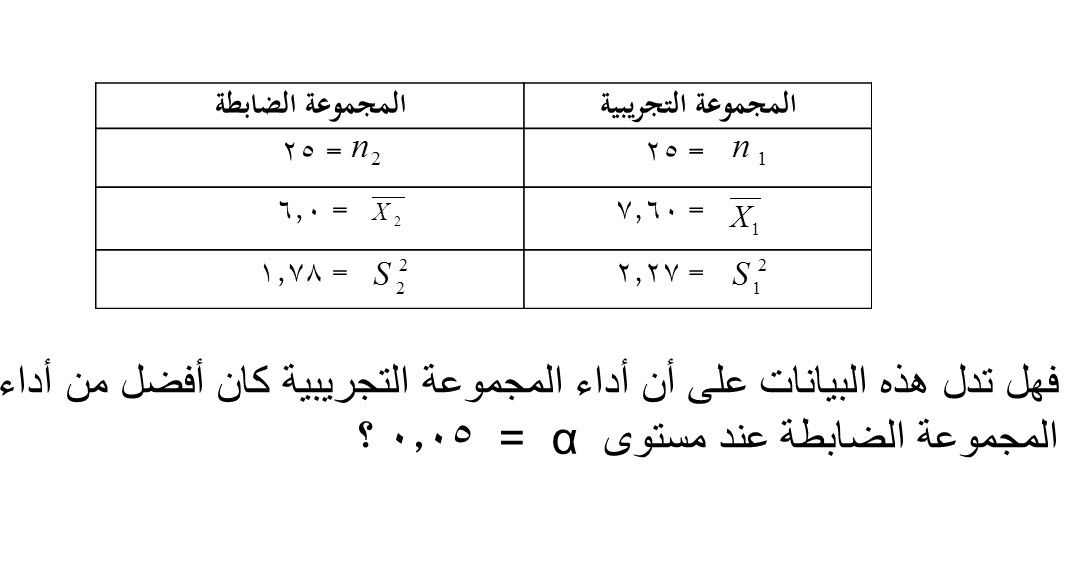 المجموعة التجريبية المجموعة الضابطة
n₁ = ٢٥ n₂ = ٢٥
X̅₁ = ٧,٦٠ X̅₂ = ٦,٠
S₁² = ٢,٢٧ S₂² = ١,٧٨
فهل تدل هذه البيانات على أن أداء المجموعة التجريبية كان أفضل من أداء
المجموعة الضابطة عند مستوى α = ٠,٠٥ ؟